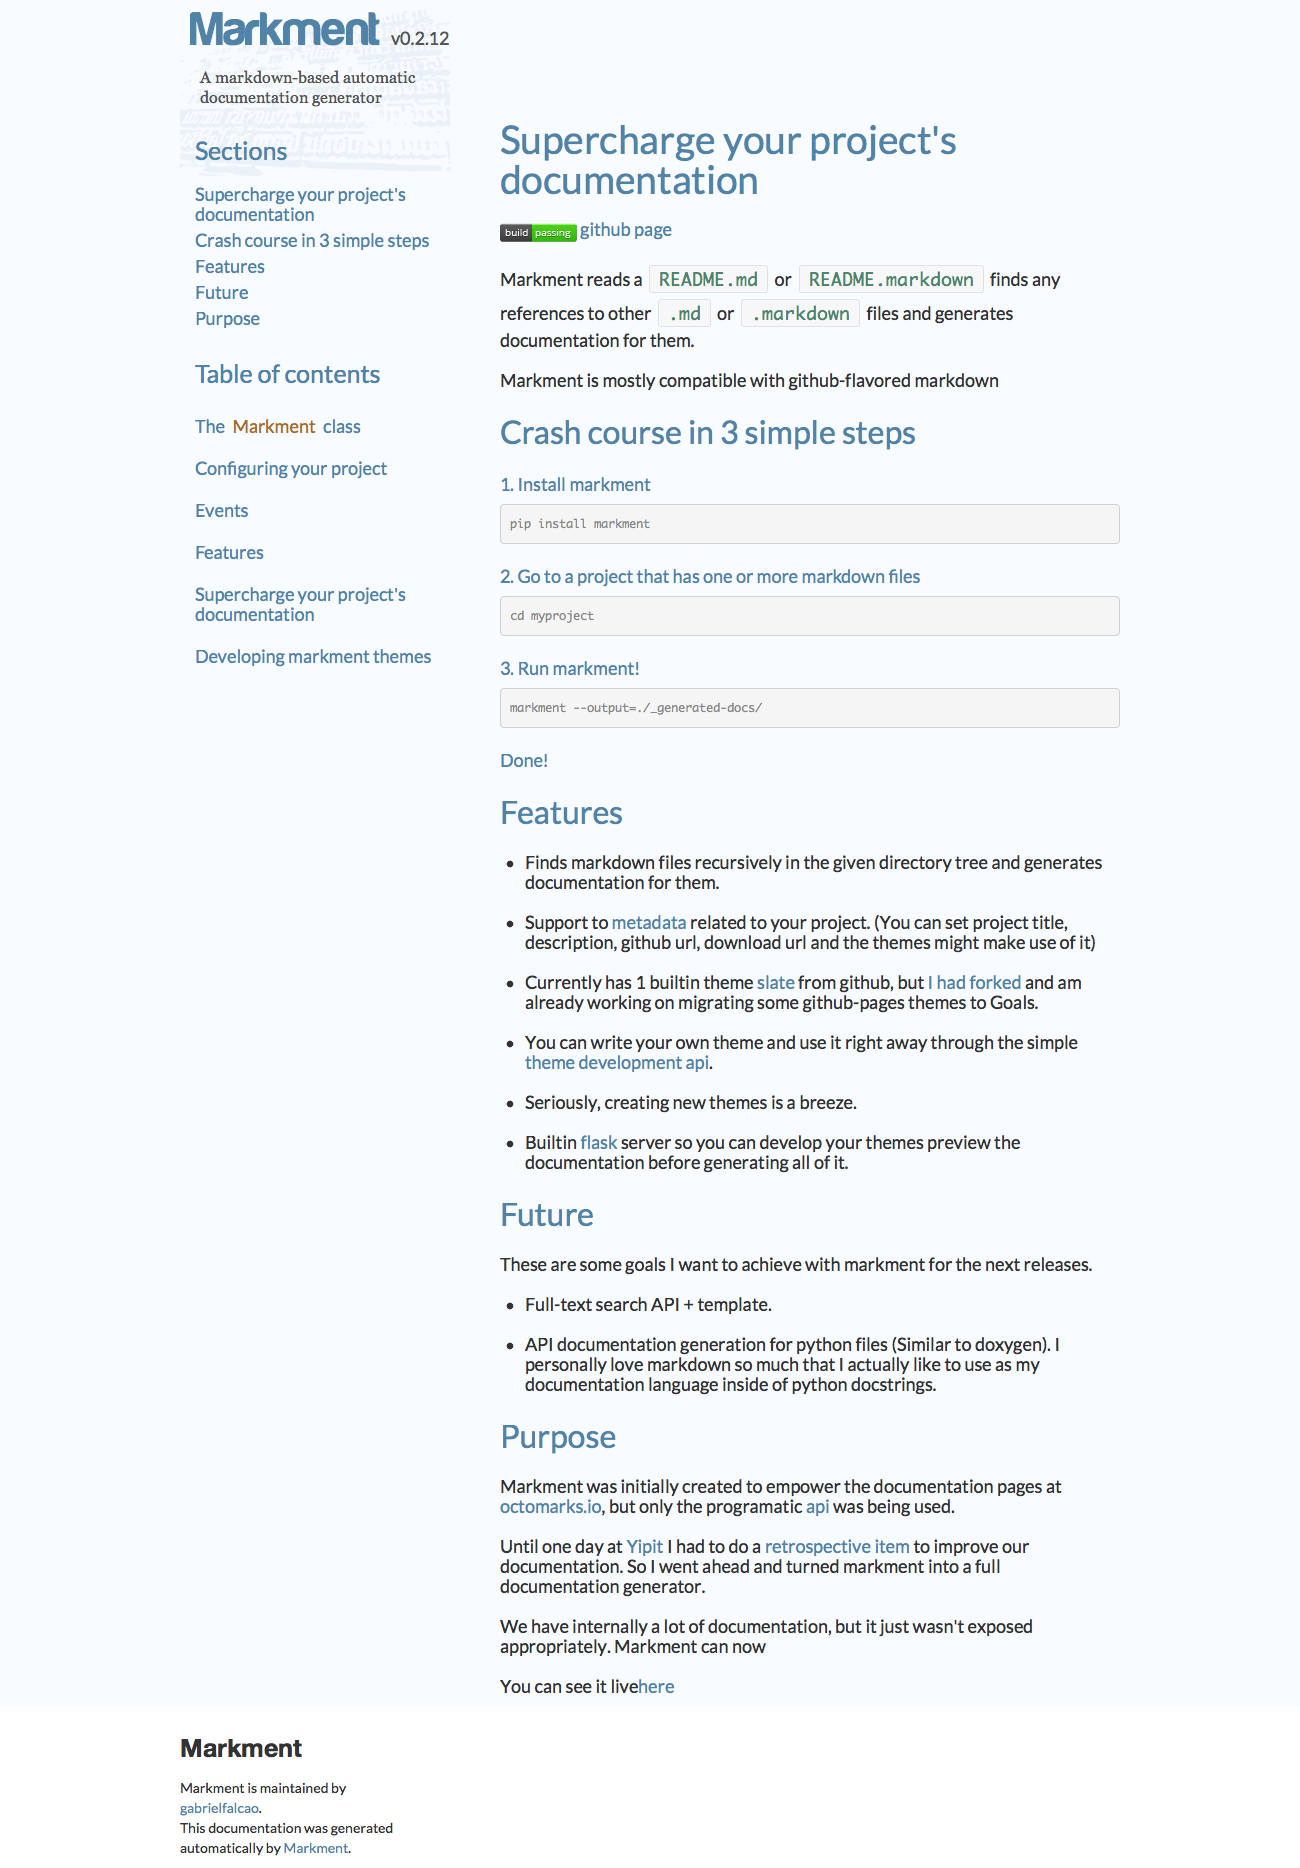 Markment v0.2.12
A markdown-based automatic
documentation generator
Sections
Supercharge your project's
documentation
Crash course in 3 simple steps
Features
Future
Purpose
Table of contents
The Markment class
Configuring your project
Events
Features
Supercharge your project's
documentation
Developing markment themes
Supercharge your project's
documentation
build passing github page
Markment reads a README.md or README.markdown finds any
references to other .md or .markdown files and generates
documentation for them.
Markment is mostly compatible with github-flavored markdown
Crash course in 3 simple steps
1. Install markment
pip install markment
2. Go to a project that has one or more markdown files
cd myproject
3. Run markment!
markment --output=./_generated-docs/
Done!
Features
• Finds markdown files recursively in the given directory tree and generates
documentation for them.
• Support to metadata related to your project. (You can set project title,
description, github url, download url and the themes might make use of it)
• Currently has 1 builtin theme slate from github, but I had forked and am
already working on migrating some github-pages themes to Goals.
• You can write your own theme and use it right away through the simple
theme development api.
• Seriously, creating new themes is a breeze.
• Builtin flask server so you can develop your themes preview the
documentation before generating all of it.
Future
These are some goals I want to achieve with markment for the next releases.
• Full-text search API + template.
• API documentation generation for python files (Similar to doxygen). I
personally love markdown so much that I actually like to use as my
documentation language inside of python docstrings.
Purpose
Markment was initially created to empower the documentation pages at
octomarks.io, but only the programatic api was being used.
Until one day at Yipit I had to do a retrospective item to improve our
documentation. So I went ahead and turned markment into a full
documentation generator.
We have internally a lot of documentation, but it just wasn't exposed
appropriately. Markment can now
You can see it livehere
Markment
Markment is maintained by
gabrielfalcao.
This documentation was generated
automatically by Markment.